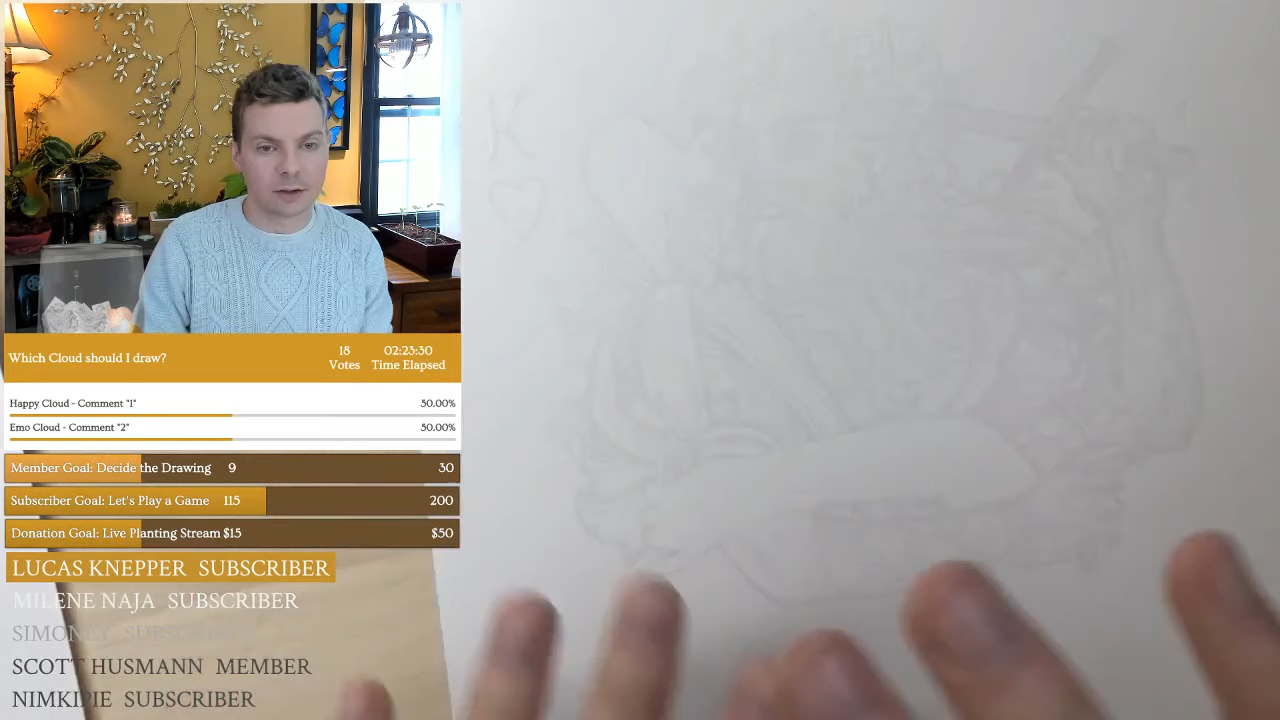 Which Cloud should I draw?
18 02:23:30
Votes Time Elapsed
Happy Cloud - Comment "1" 50.00%
Emo Cloud - Comment "2" 50.00%
Member Goal: Decide the Drawing 9 30
Subscriber Goal: Let's Play a Game 115 200
Donation Goal: Live Planting Stream $15 $50
LUCAS KNEPPER SUBSCRIBER
MILENE NAJA SUBSCRIBER
SCOTT HUSMANN MEMBER
NIMKIPIE SUBSCRIBER
K